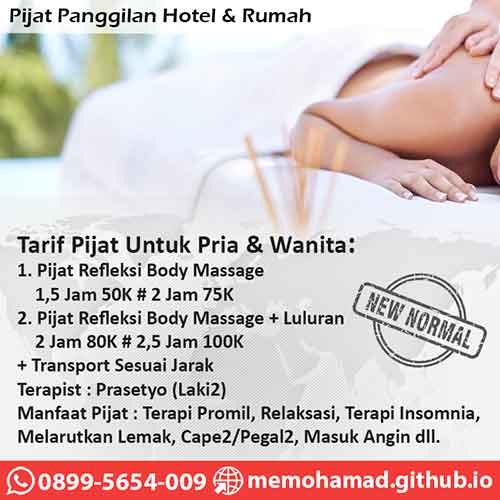 Pijat Panggilan Hotel & Rumah
Tarif Pijat Untuk Pria & Wanita:
1. Pijat Refleksi Body Massage
1,5 Jam 50K # 2 Jam 75K
2. Pijat Refleksi Body Massage + Luluran
2 Jam 80K # 2,5 Jam 100K
+ Transport Sesuai Jarak
Terapist : Prasetyo (Laki2)
Manfaat Pijat : Terapi Promil, Relaksasi, Terapi Insomnia,
Melarutkan Lemak, Cape2/Pegal2, Masuk Angin dll.
NEW NORMAL
0899-5654-009 memohamad.github.io